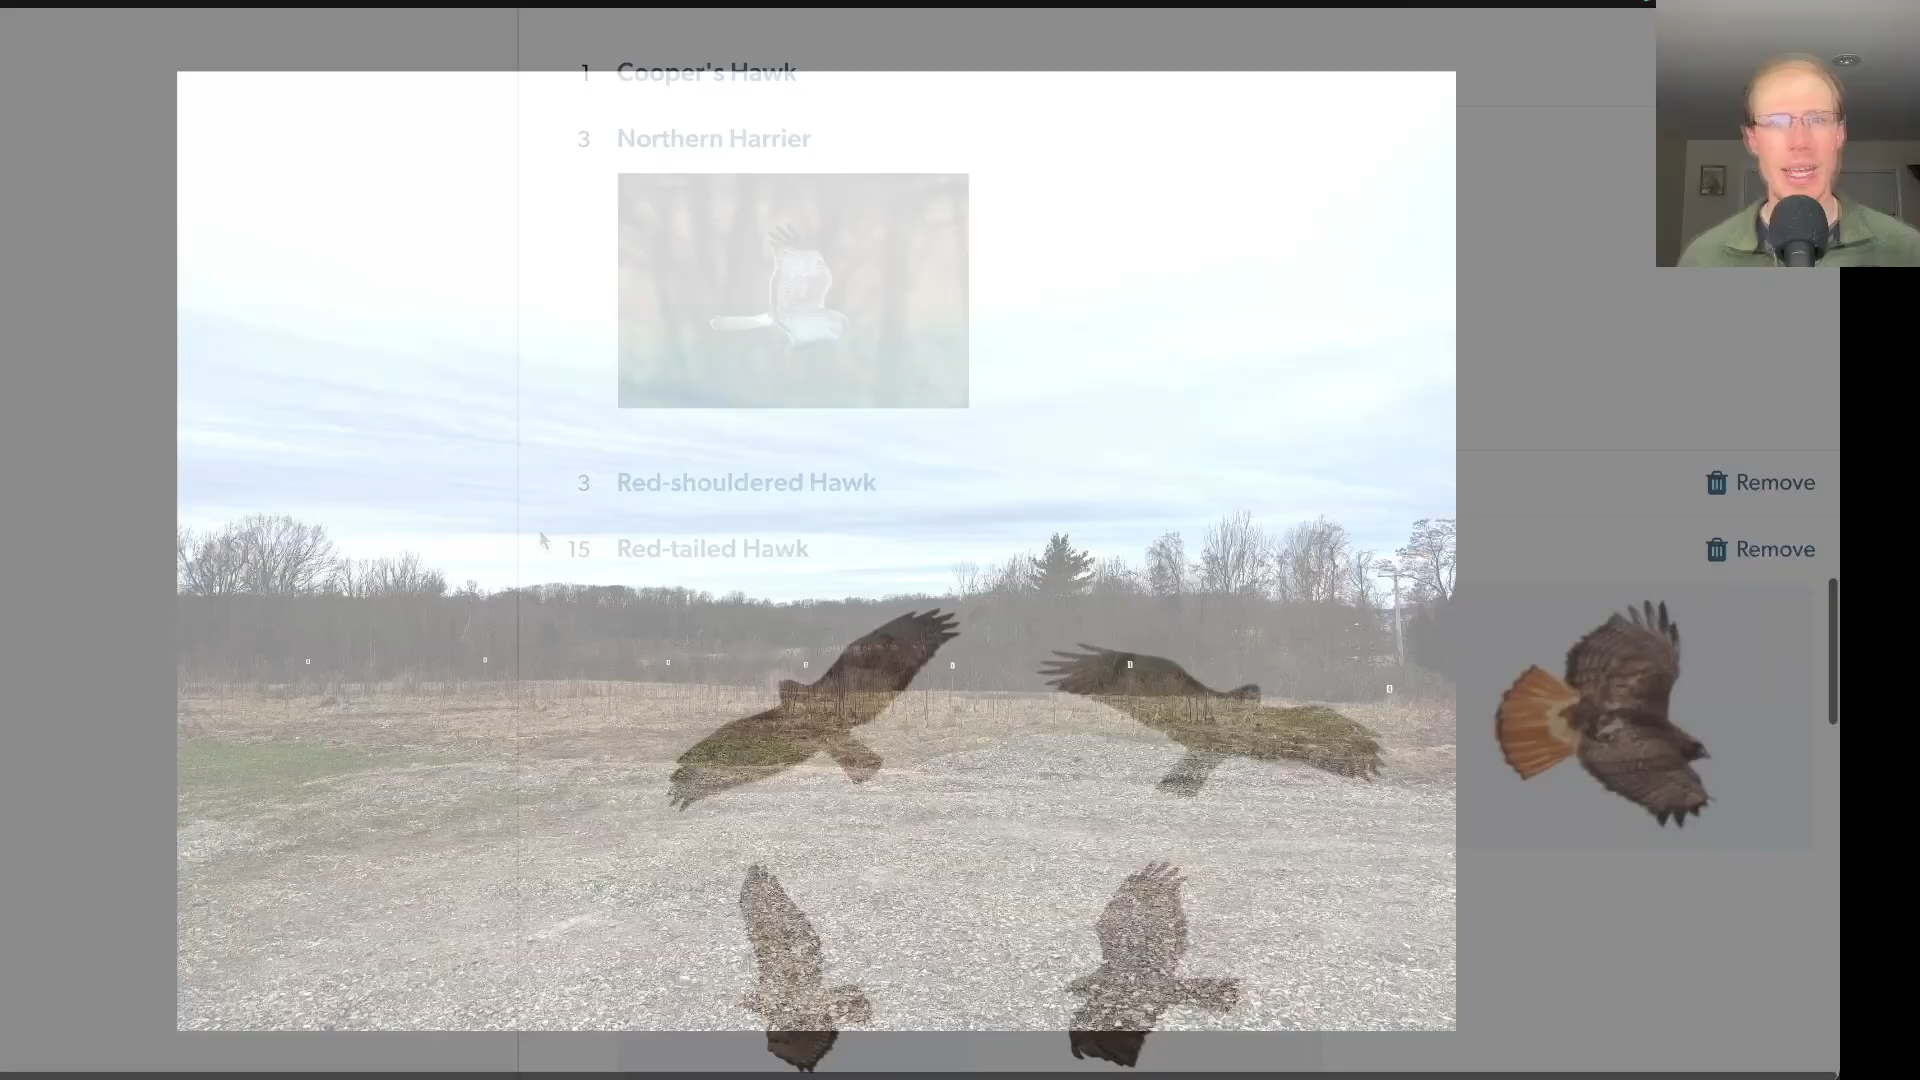 1 Cooper's Hawk
3 Northern Harrier
3 Red-shouldered Hawk
Remove
15 Red-tailed Hawk
Remove